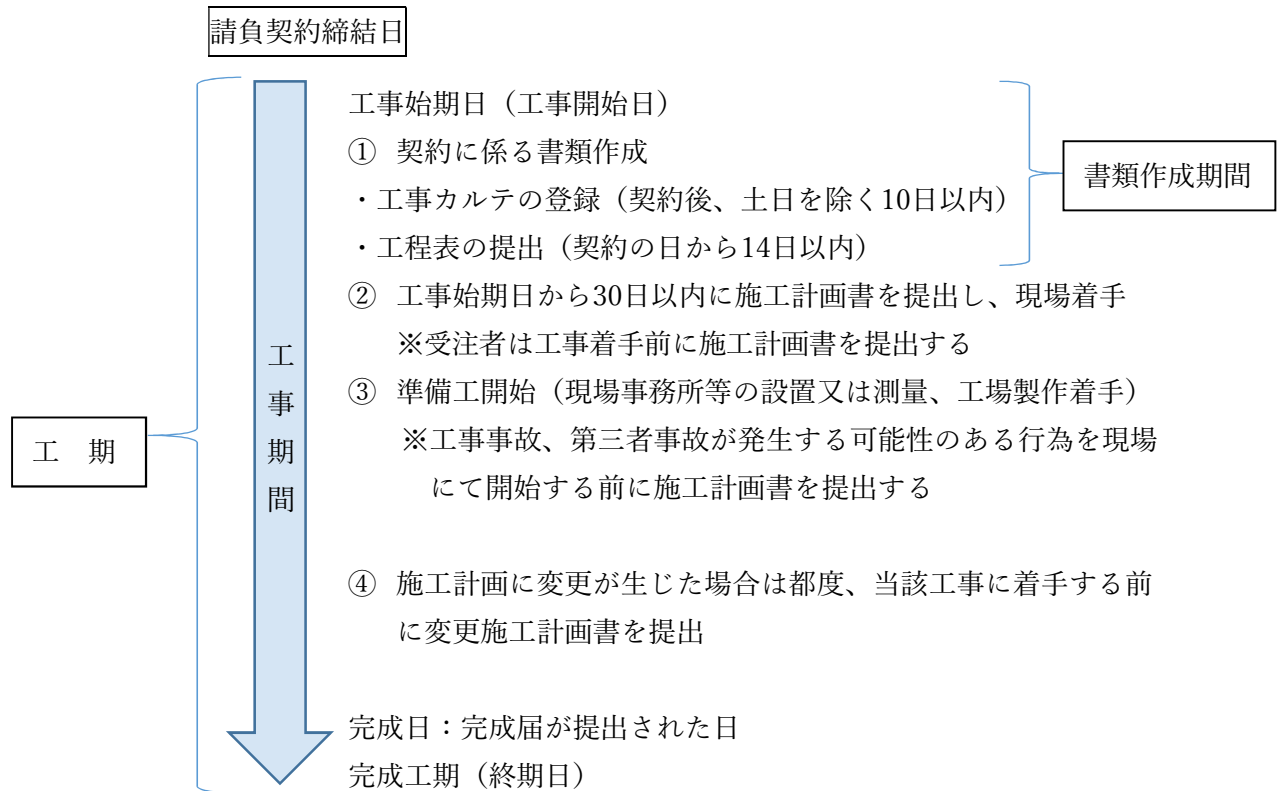 請負契約締結日
工事始期日（工事開始日）
① 契約に係る書類作成
・工事カルテの登録（契約後、土日を除く10日以内）
・工程表の提出（契約の日から14日以内）
書類作成期間
② 工事始期日から30日以内に施工計画書を提出し、現場着手
※受注者は工事着手前に施工計画書を提出する
③ 準備工開始（現場事務所等の設置又は測量、工場製作着手）
※工事事故、第三者事故が発生する可能性のある行為を現場
にて開始する前に施工計画書を提出する
工　期
工事期間
④ 施工計画に変更が生じた場合は都度、当該工事に着手する前
に変更施工計画書を提出
完成日：完成届が提出された日
完成工期（終期日）